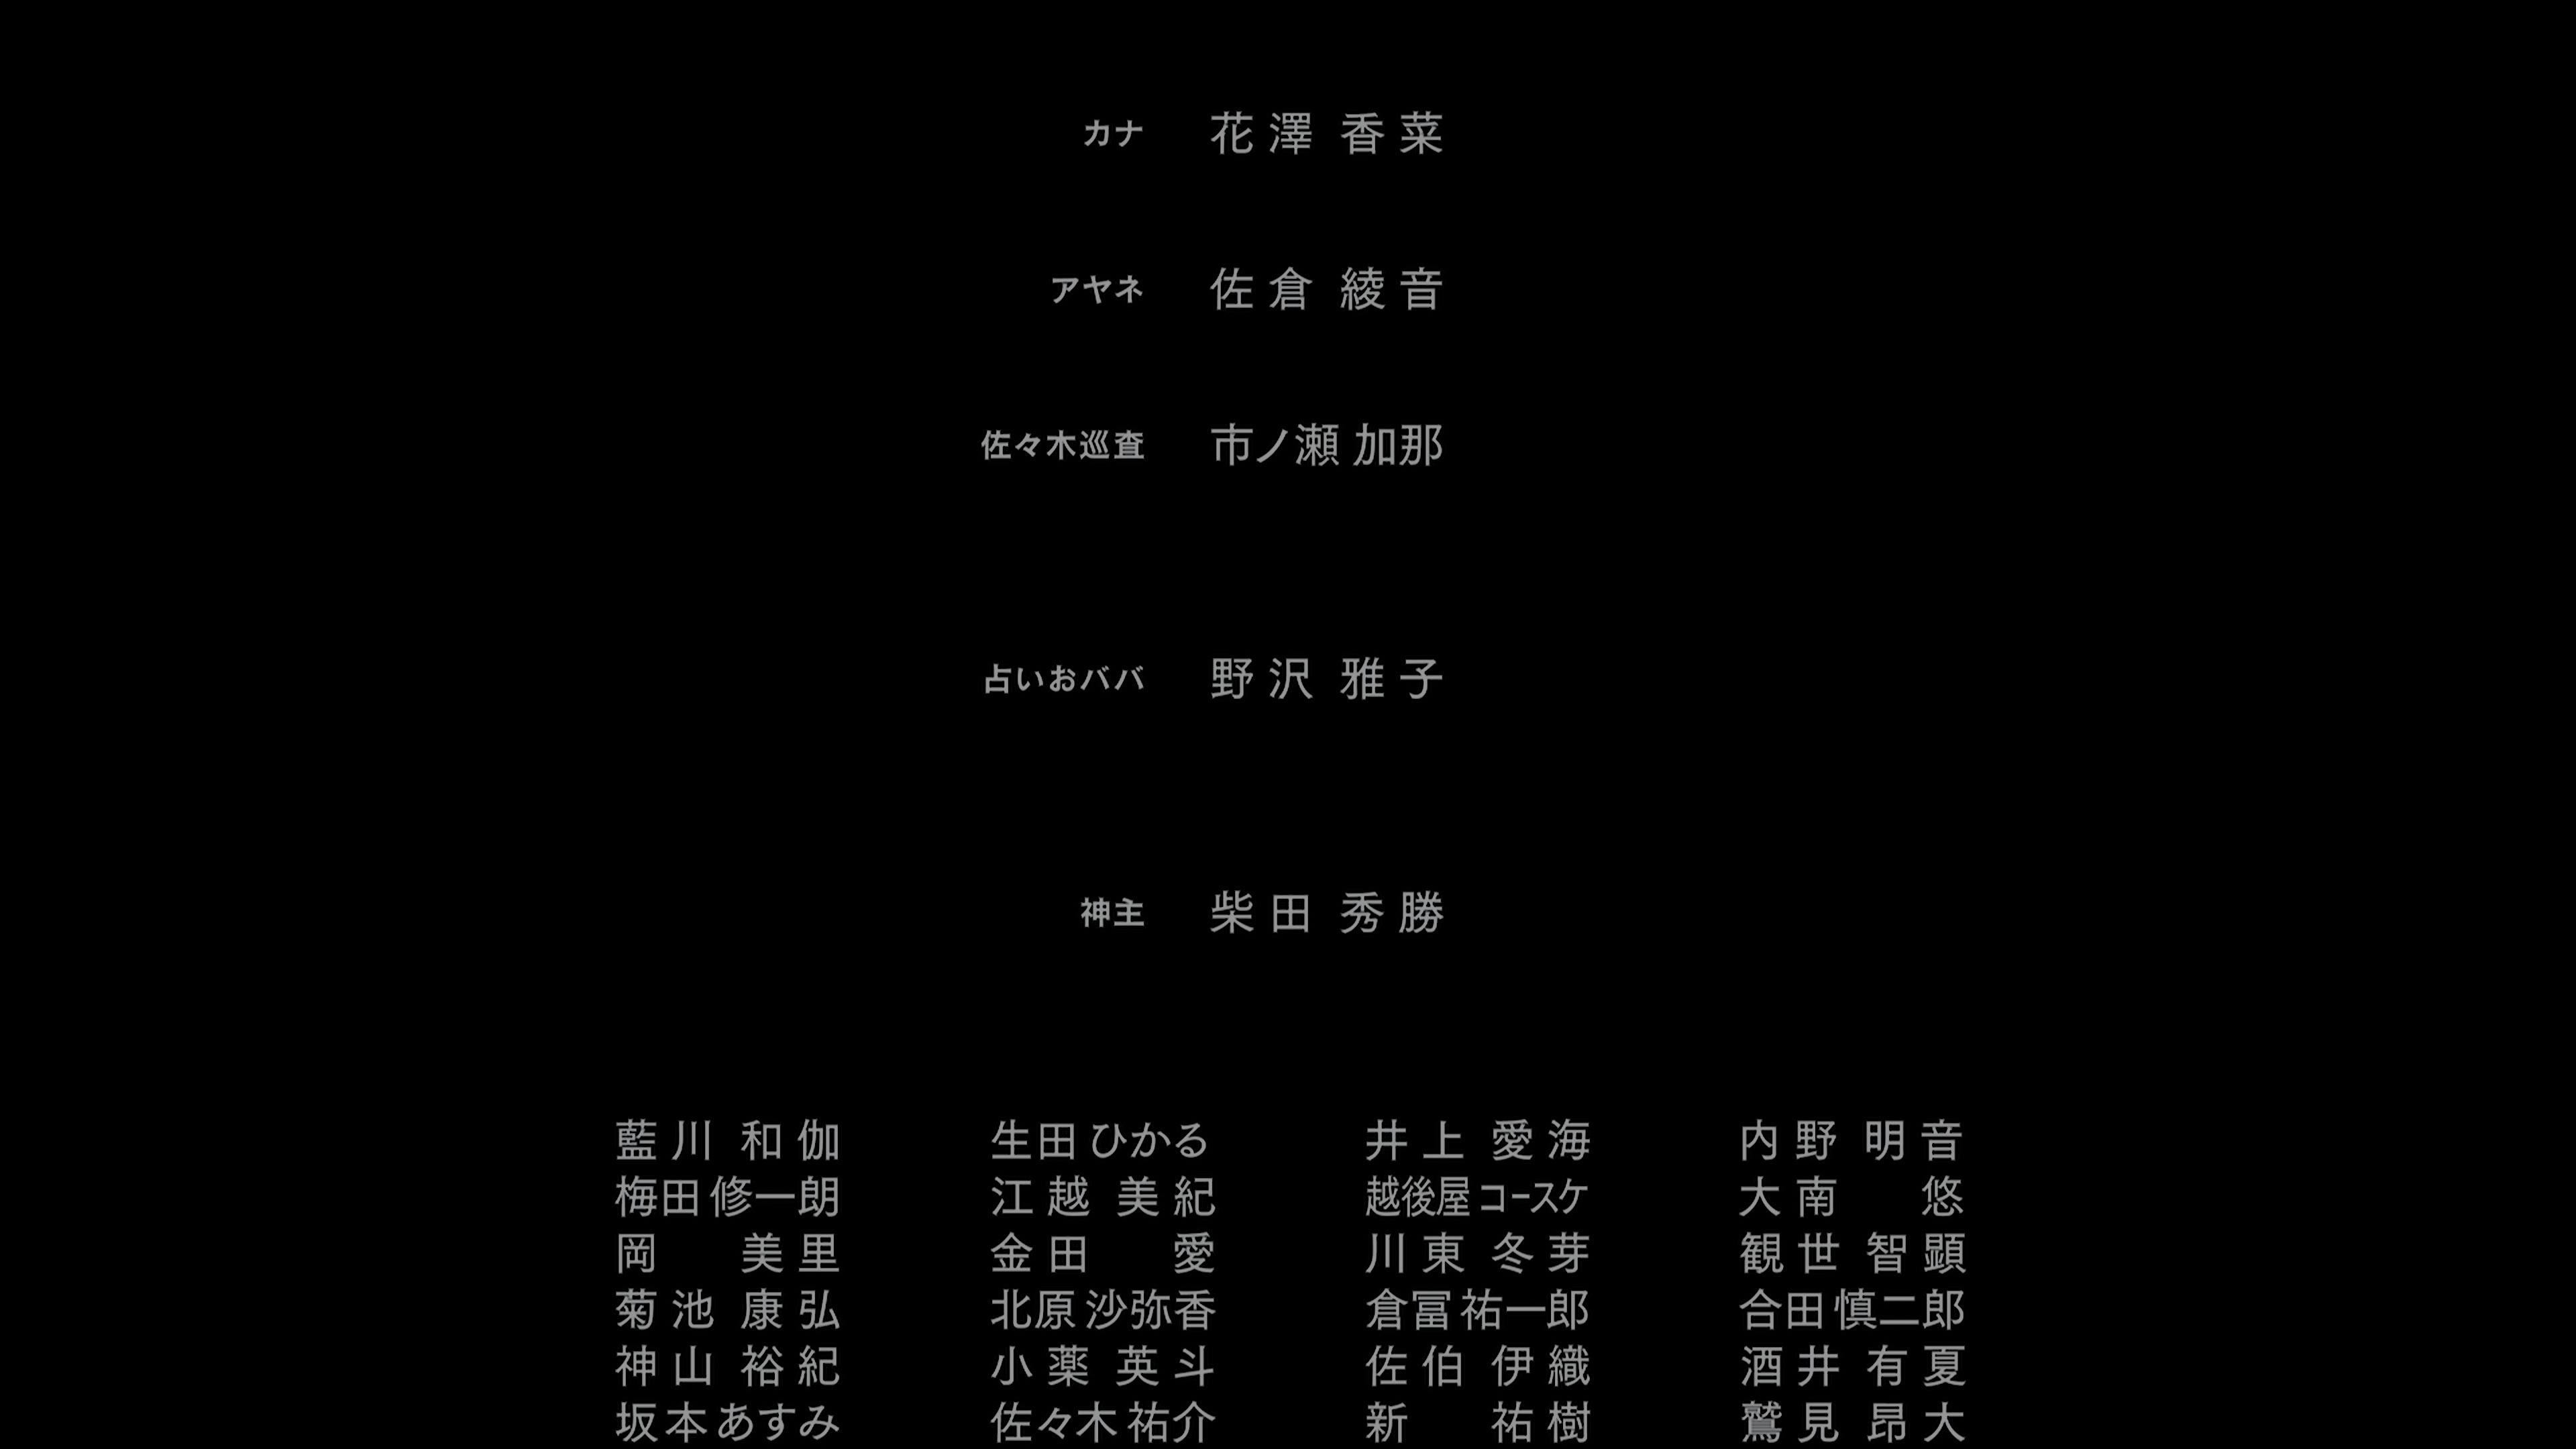 カナ 花澤 香菜
アヤネ 佐倉 綾音
佐々木巡査 市ノ瀬 加那
占いおババ 野沢 雅子
神主 柴田 秀勝
藍川 和伽 生田 ひかる 井上 愛海 内野 明音
梅田 修一朗 江越 美紀 越後屋 コースケ 大南 悠
岡 美里 金田 愛 川東 冬芽 観世 智顕
菊池 康弘 北原 沙弥香 倉冨 祐一郎 合田 慎二郎
神山 裕紀 小薬 英斗 佐伯 伊織 酒井 有夏
坂本 あすみ 佐々木 祐介 新 祐樹 鷲見 昂大